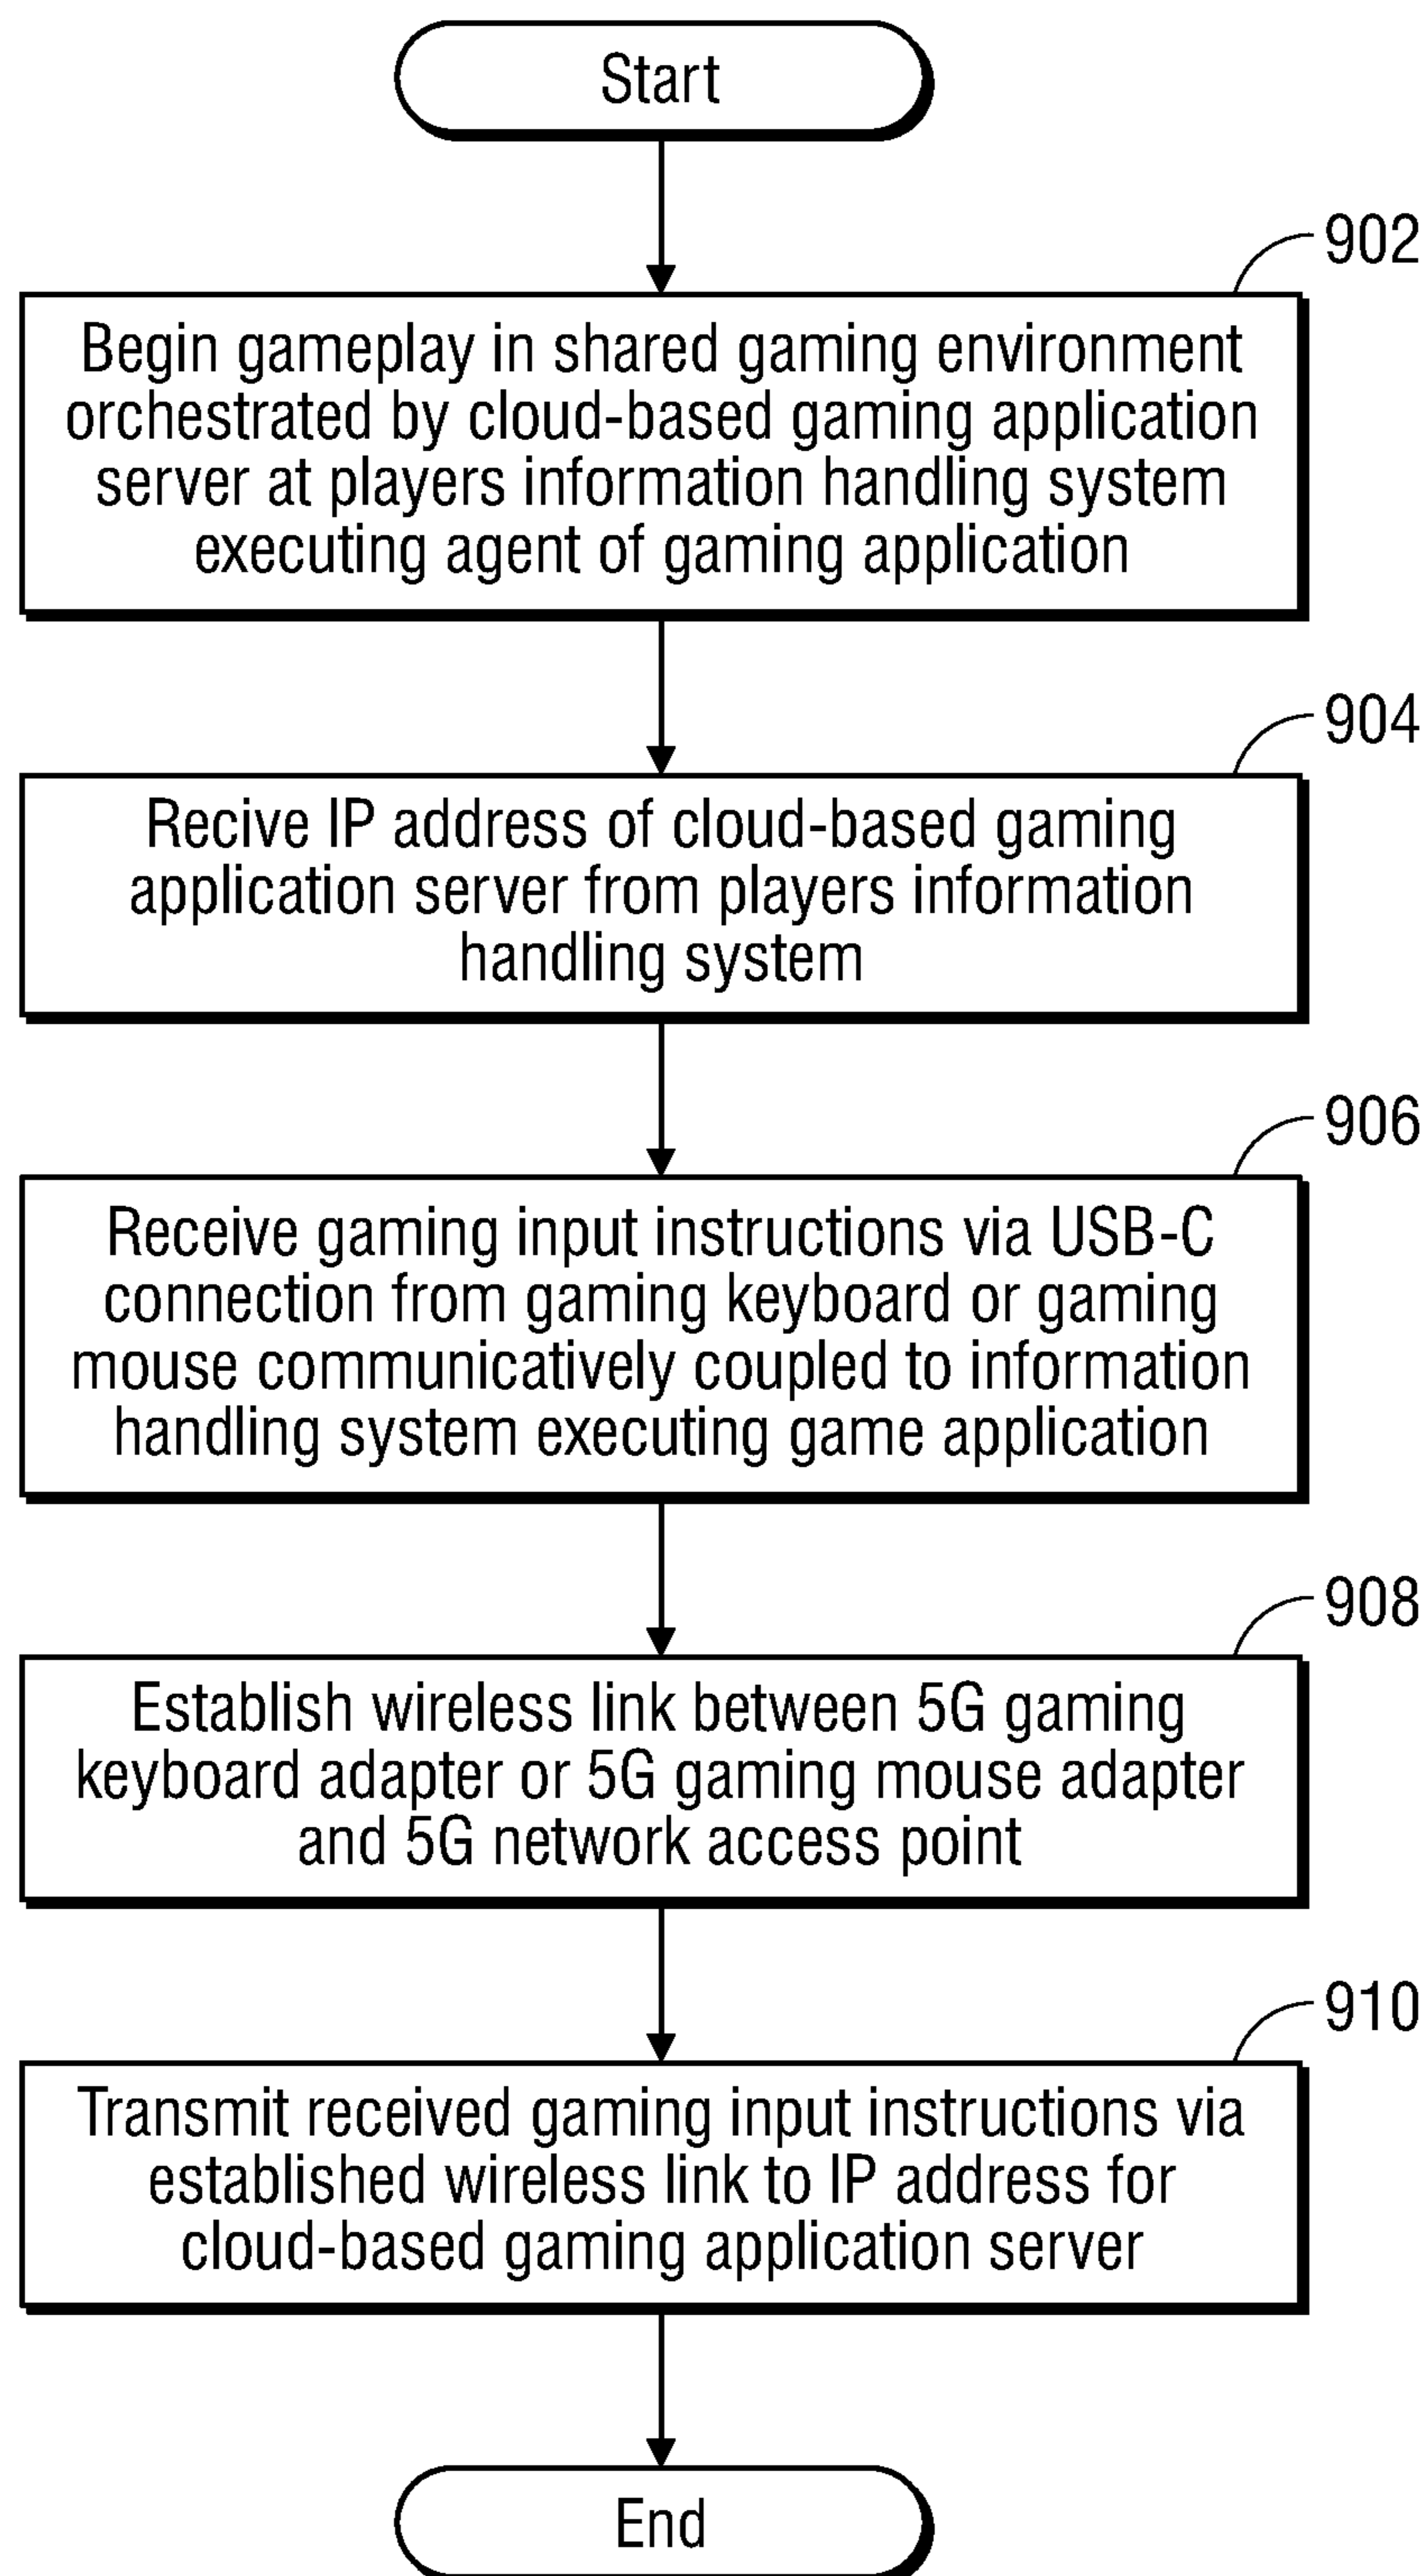 Start
902
Begin gameplay in shared gaming environment
orchestrated by cloud-based gaming application
server at players information handling system
executing agent of gaming application
904
Recive IP address of cloud-based gaming
application server from players information
handling system
906
Receive gaming input instructions via USB-C
connection from gaming keyboard or gaming
mouse communicatively coupled to information
handling system executing game application
908
Establish wireless link between 5G gaming
keyboard adapter or 5G gaming mouse adapter
and 5G network access point
910
Transmit received gaming input instructions via
established wireless link to IP address for
cloud-based gaming application server
End